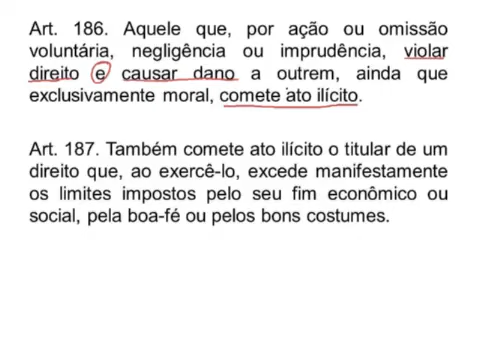 Art. 186. Aquele que, por ação ou omissão
voluntária, negligência ou imprudência, violar
direito e causar dano a outrem, ainda que
exclusivamente moral, comete ato ilícito.
Art. 187. Também comete ato ilícito o titular de um
direito que, ao exercê-lo, excede manifestamente
os limites impostos pelo seu fim econômico ou
social, pela boa-fé ou pelos bons costumes.